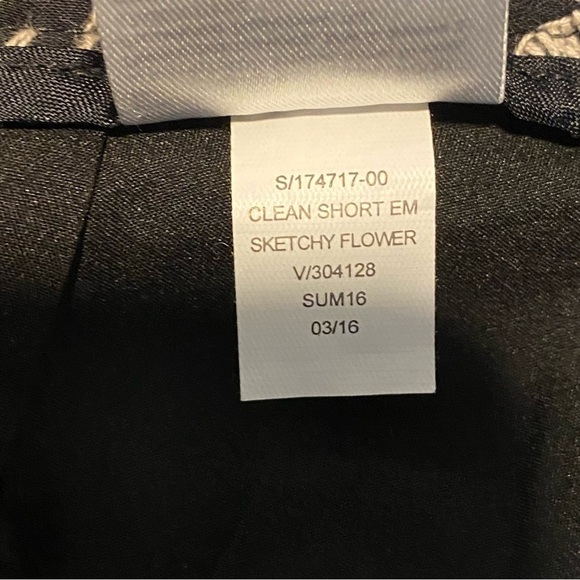 S/174717-00
CLEAN SHORT EM
SKETCHY FLOWER
V/304128
SUM16
03/16